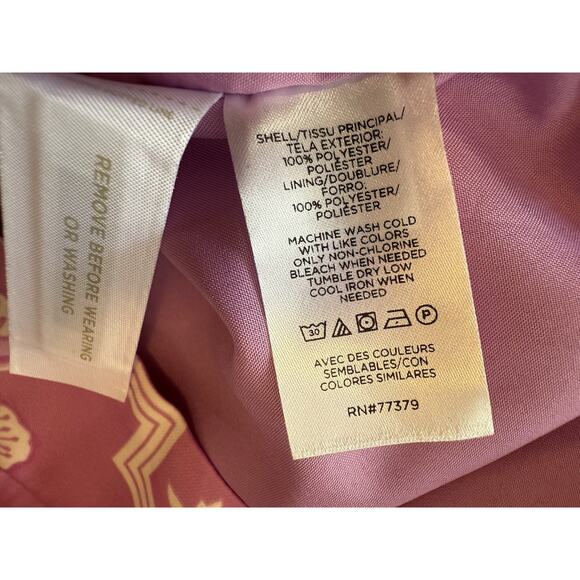 REMOVE BEFORE WEARING
OR WASHING
SHELL/TISSU PRINCIPAL/
TELA EXTERIOR:
100% POLYESTER/
POLIÉSTER
LINING/DOUBLURE/
FORRO:
100% POLYESTER/
POLIÉSTER
MACHINE WASH COLD
WITH LIKE COLORS
ONLY NON-CHLORINE
BLEACH WHEN NEEDED
TUMBLE DRY LOW
COOL IRON WHEN
NEEDED
30 P
AVEC DES COULEURS
SEMBLABLES/CON
COLORES SIMILARES
RN#77379